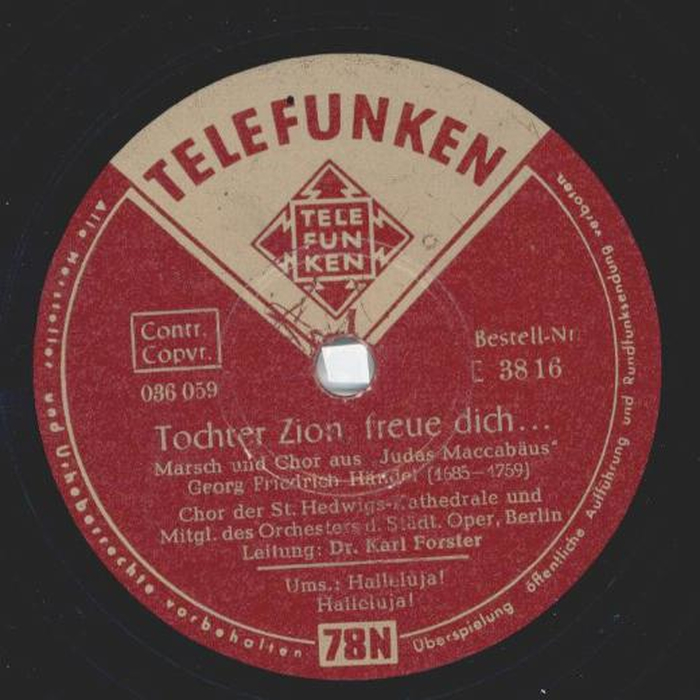 TELEFUNKEN
TELE
FUN
KEN
Contr.
Copyr.
036 059
Bestell-Nr.
E 3816
Tochter Zion, freue dich...
Marsch und Chor aus „Judas Maccabäus“
Georg Friedrich Händel (1685—1759)
Chor der St. Hedwigs-Kathedrale und
Mitgl. des Orchesters d. Städt. Oper, Berlin
Leitung: Dr. Karl Forster
Ums.: Halleluja!
Halleluja!
78N
Alle Hersteller- und Urheberrechte vorbehalten
Überspielung öffentliche Aufführung und Rundfunksendung verboten.